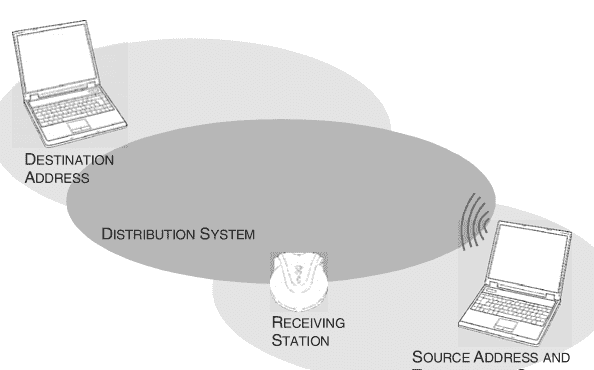 DESTINATION
ADDRESS
DISTRIBUTION SYSTEM
RECEIVING
STATION
SOURCE ADDRESS AND